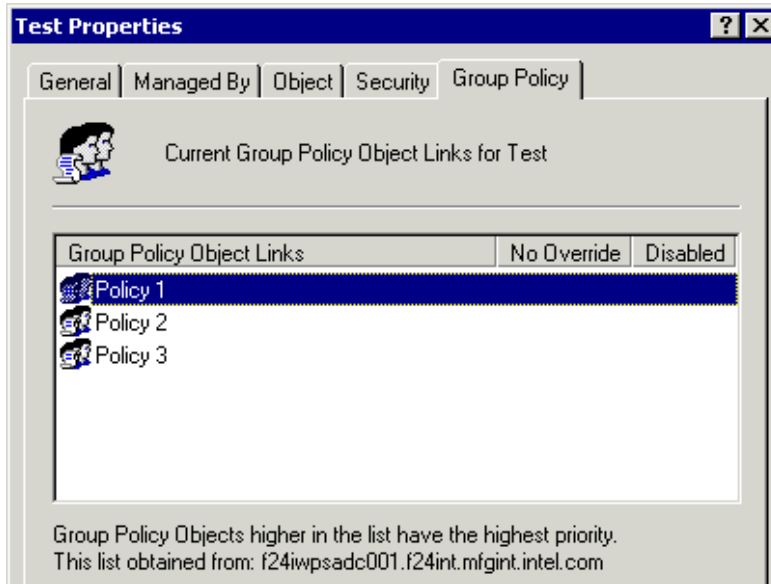 Test Properties
General Managed By Object Security Group Policy
Current Group Policy Object Links for Test
Group Policy Object Links No Override Disabled
Policy 1
Policy 2
Policy 3
Group Policy Objects higher in the list have the highest priority.
This list obtained from: f24iwpsadc001.f24int.mfgint.intel.com